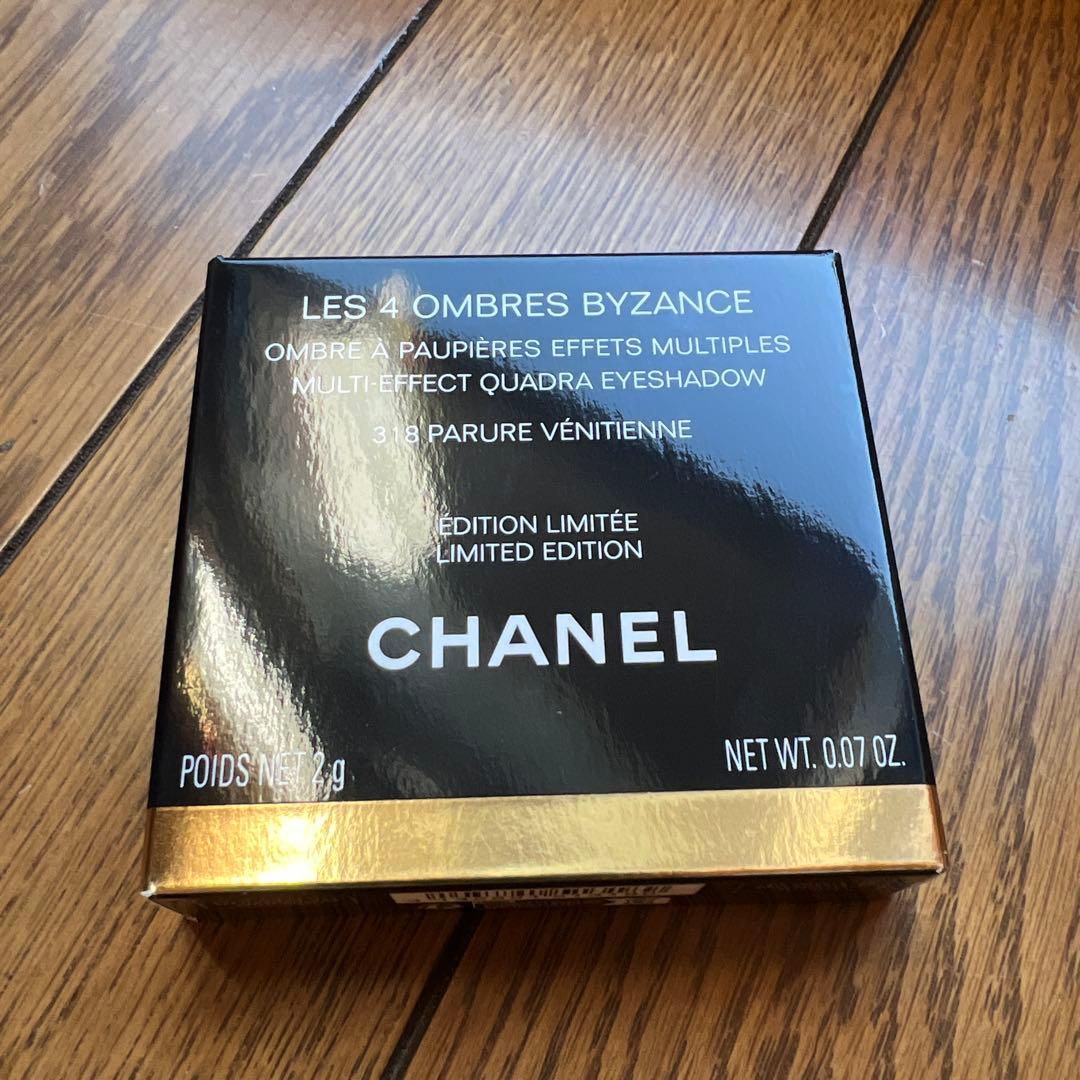 LES 4 OMBRES BYZANCE
OMBRE À PAUPIÈRES EFFETS MULTIPLES
MULTI-EFFECT QUADRA EYESHADOW
318 PARURE VÉNITIENNE
ÉDITION LIMITÉE
LIMITED EDITION
CHANEL
POIDS NET 2 g
NET WT. 0.07 OZ.